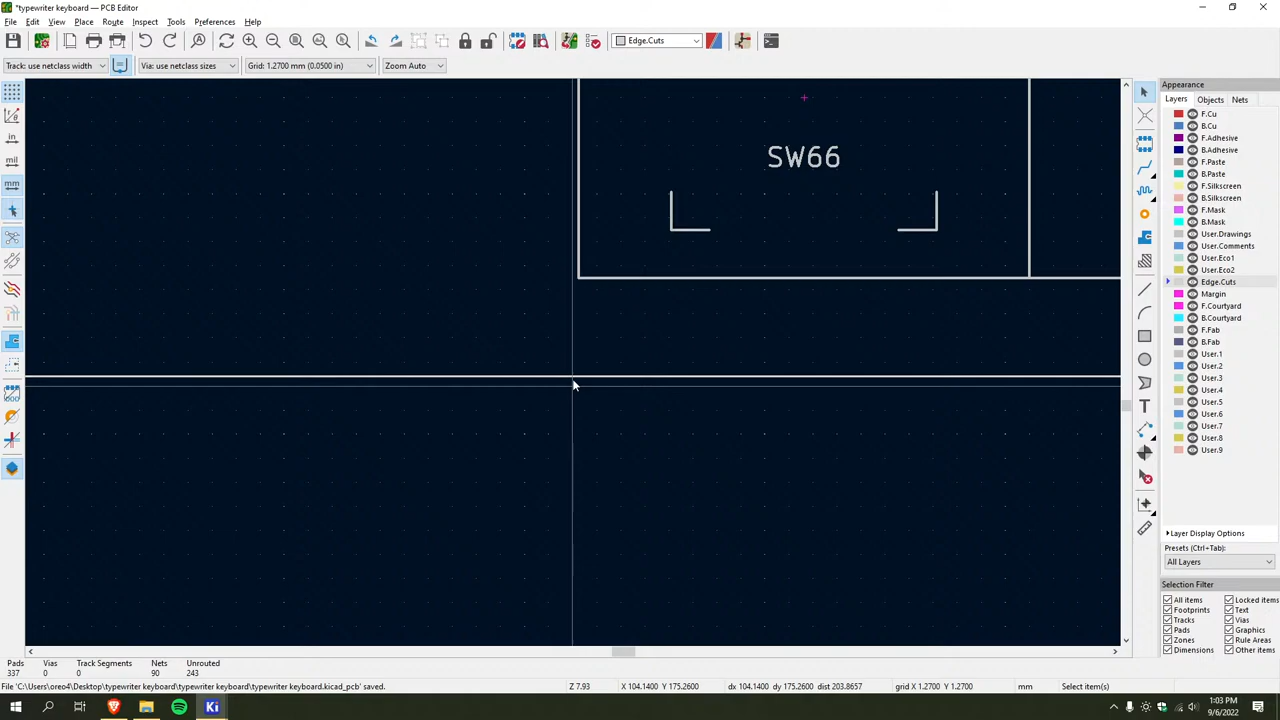 *typewriter keyboard — PCB Editor
File Edit View Place Route Inspect Tools Preferences Help
Edge.Cuts
Track: use netclass width
Via: use netclass sizes
Grid: 1.2700 mm (0.0500 in)
Zoom Auto
in
mil
mm
SW66
Appearance
Layers Objects Nets
F.Cu
B.Cu
F.Adhesive
B.Adhesive
F.Paste
B.Paste
F.Silkscreen
B.Silkscreen
F.Mask
B.Mask
User.Drawings
User.Comments
User.Eco1
User.Eco2
Edge.Cuts
Margin
F.Courtyard
B.Courtyard
F.Fab
B.Fab
User.1
User.2
User.3
User.4
User.5
User.6
User.7
User.8
User.9
Layer Display Options
Presets (Ctrl+Tab):
All Layers
Selection Filter
All items Locked items
Footprints Text
Tracks Vias
Pads Graphics
Zones Rule Areas
Dimensions Other items
Pads Vias Track Segments Nets Unrouted
337 0 0 90 243
File 'C:\Users\oreo4\Desktop\typewriter keyboard\typewriter keyboard\typewriter keyboard.kicad_pcb' saved.
Z 7.93
X 104.1400 Y 175.2600
dx 104.1400 dy 175.2600 dist 203.8657
grid X 1.2700 Y 1.2700
mm
Select item(s)
Ki
1:03 PM
9/6/2022